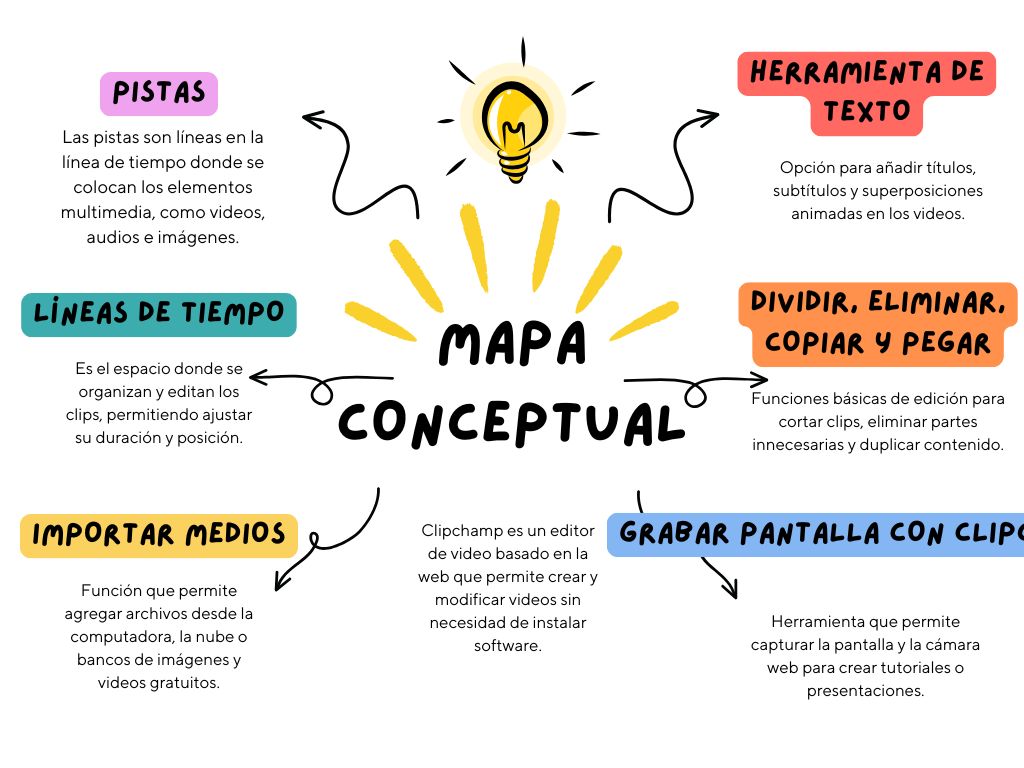 PISTAS
Las pistas son líneas en la
línea de tiempo donde se
colocan los elementos
multimedia, como videos,
audios e imágenes.
HERRAMIENTA DE
TEXTO
Opción para añadir títulos,
subtítulos y superposiciones
animadas en los videos.
LÍNEAS DE TIEMPO
Es el espacio donde se
organizan y editan los
clips, permitiendo ajustar
su duración y posición.
MAPA
CONCEPTUAL
DIVIDIR, ELIMINAR,
COPIAR Y PEGAR
Funciones básicas de edición para
cortar clips, eliminar partes
innecesarias y duplicar contenido.
IMPORTAR MEDIOS
Función que permite
agregar archivos desde la
computadora, la nube o
bancos de imágenes y
videos gratuitos.
Clipchamp es un editor
de video basado en la
web que permite crear y
modificar videos sin
necesidad de instalar
software.
GRABAR PANTALLA CON
Herramienta que permite
capturar la pantalla y la cámara
web para crear tutoriales o
presentaciones.